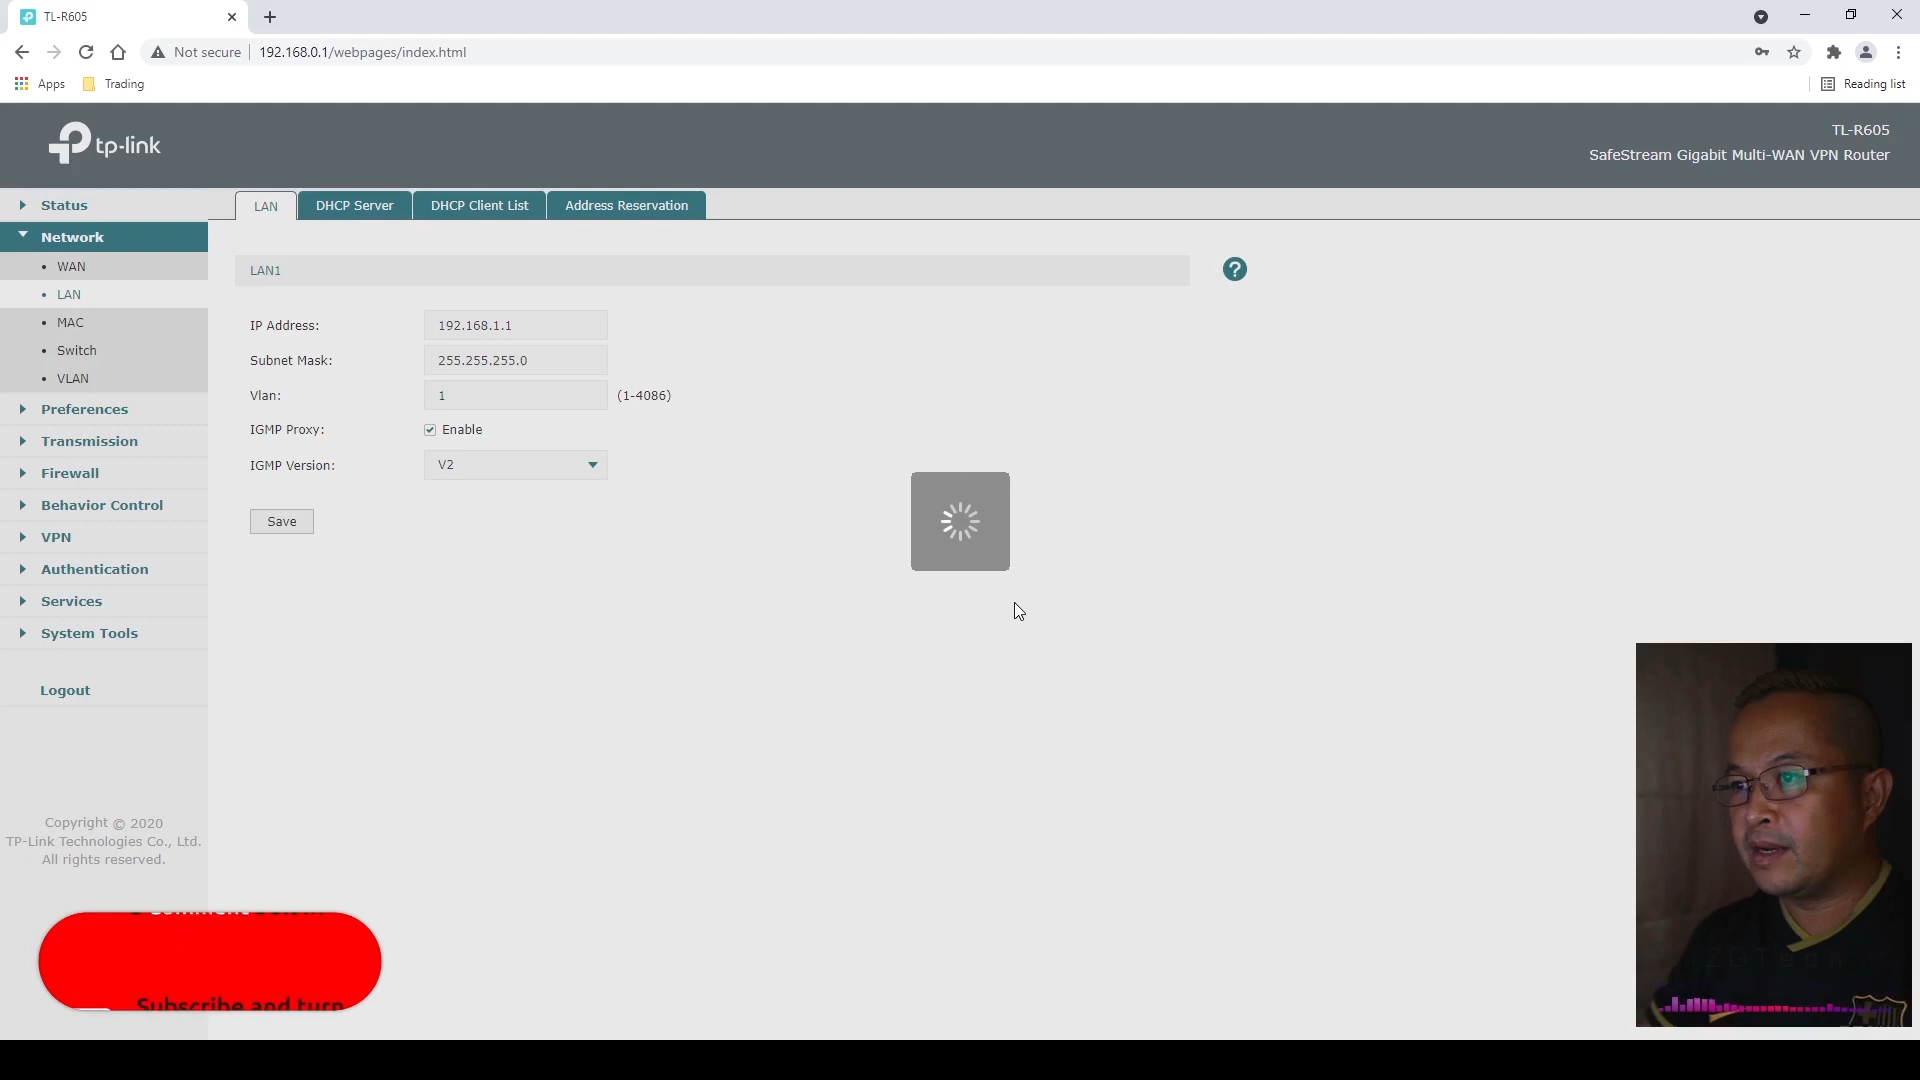 TL-R605
Not secure
192.168.0.1/webpages/index.html
Apps
Trading
Reading list
tp-link
TL-R605
SafeStream Gigabit Multi-WAN VPN Router
Status
Network
WAN
LAN
MAC
Switch
VLAN
Preferences
Transmission
Firewall
Behavior Control
VPN
Authentication
Services
System Tools
Logout
LAN
DHCP Server
DHCP Client List
Address Reservation
LAN1
?
IP Address: 192.168.1.1
Subnet Mask: 255.255.255.0
Vlan: 1 (1-4086)
IGMP Proxy: Enable
IGMP Version: V2
Save
Copyright © 2020
TP-Link Technologies Co., Ltd.
All rights reserved.
Subscribe and turn
ZGTech